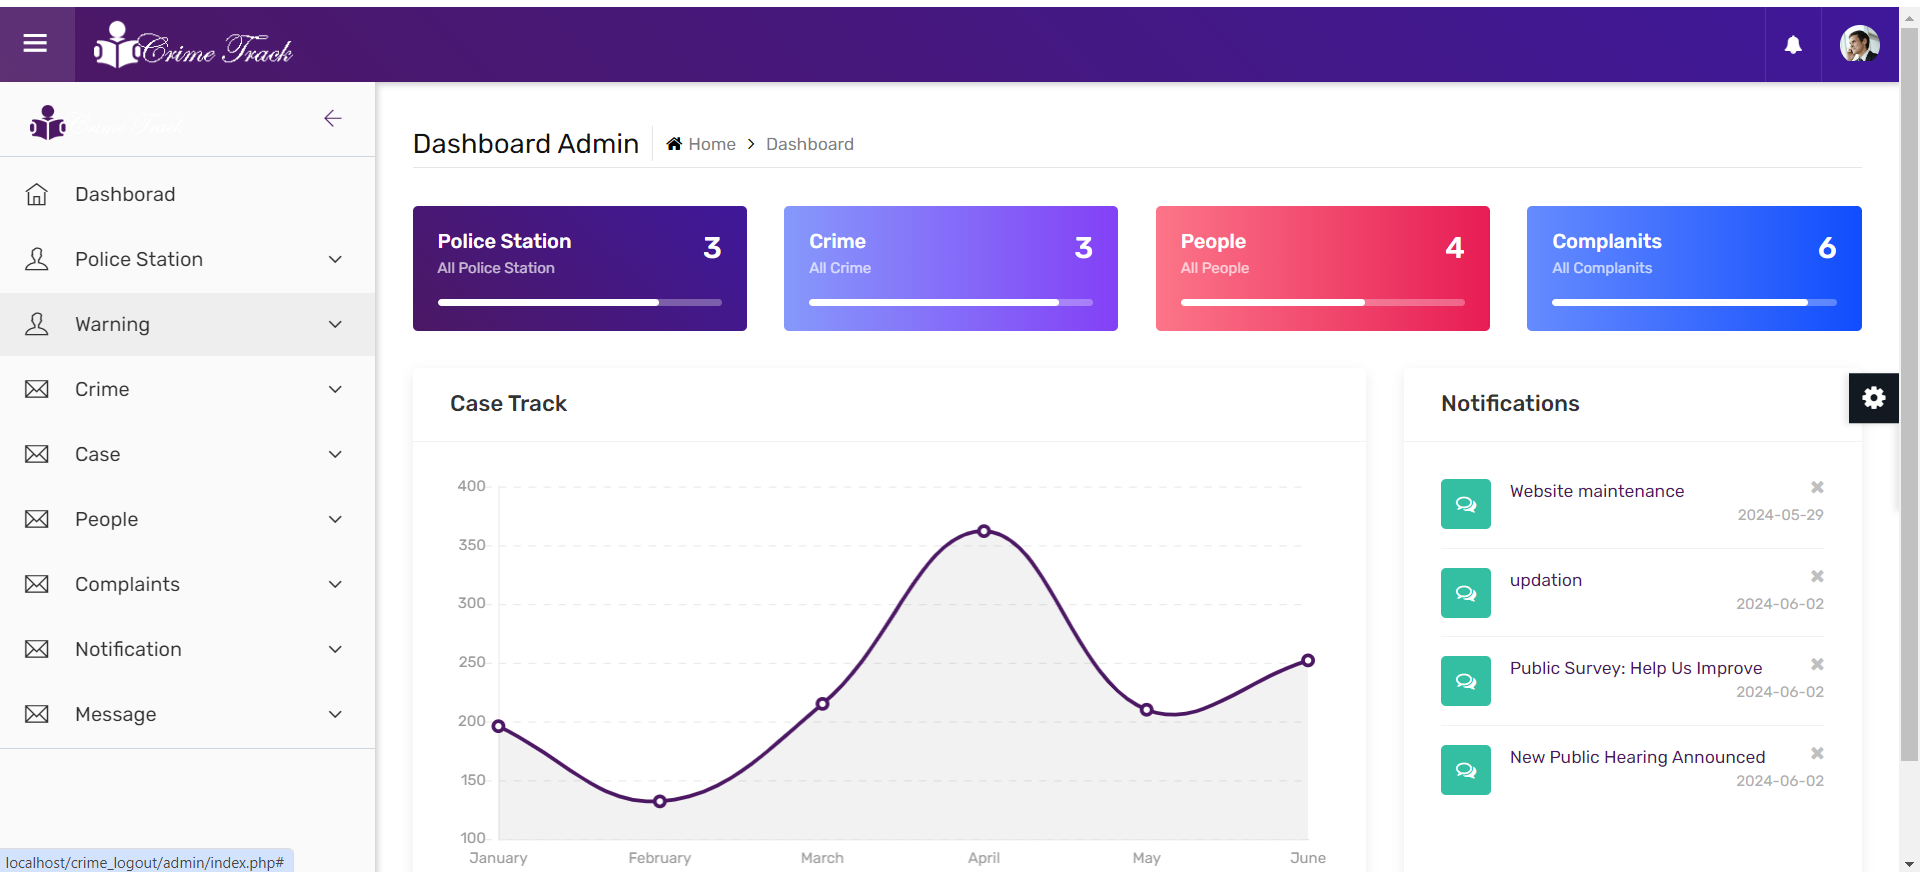 Crime Track
Crime Track
Dashborad
Police Station
Warning
Crime
Case
People
Complaints
Notification
Message
localhost/crime_logout/admin/index.php#
Dashboard Admin
Home
Dashboard
Police Station
3
All Police Station
Crime
3
All Crime
People
4
All People
Complanits
6
All Complanits
Case Track
400
350
300
250
200
150
100
January February March April May June
Notifications
Website maintenance
2024-05-29
updation
2024-06-02
Public Survey: Help Us Improve
2024-06-02
New Public Hearing Announced
2024-06-02